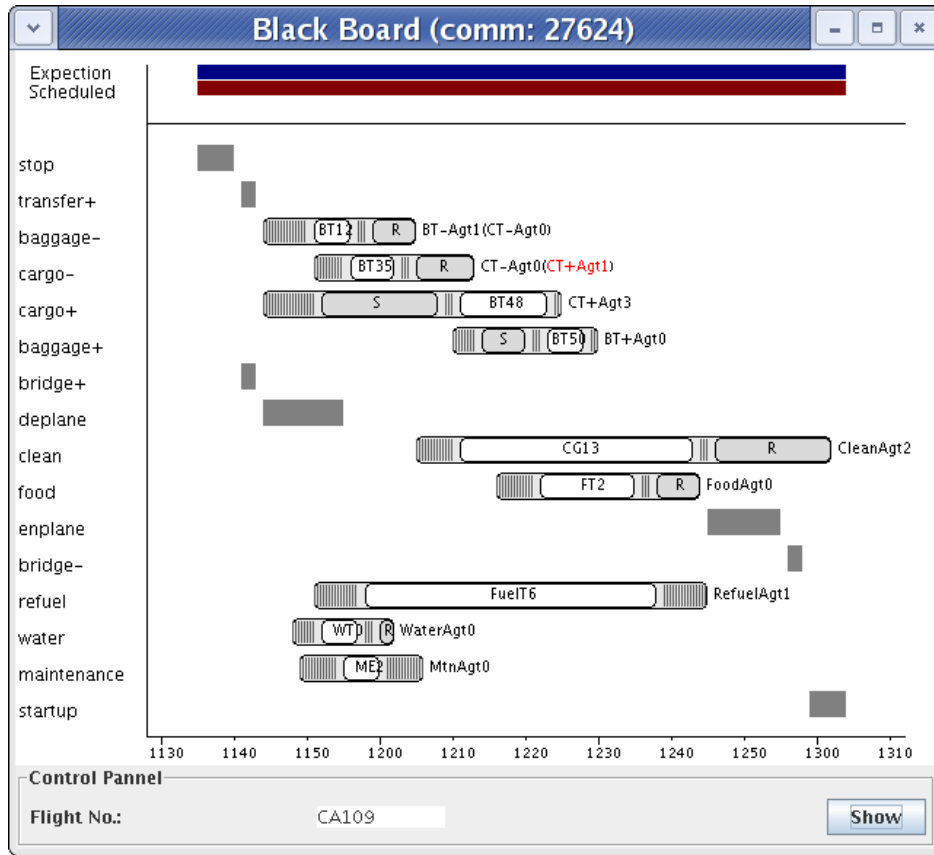 Black Board (comm: 27624)
Expection
Scheduled
stop
transfer+
baggage- BT12 R BT-Agt1(CT-Agt0)
cargo- BT35 R CT-Agt0(CT+Agt1)
cargo+ S BT48 CT+Agt3
baggage+ S BT50 BT+Agt0
bridge+
deplane
clean CG13 R CleanAgt2
food FT2 R FoodAgt0
enplane
bridge-
refuel FuelT6 RefuelAgt1
water WT0 R WaterAgt0
maintenance ME2 MtnAgt0
startup
1130 1140 1150 1200 1210 1220 1230 1240 1250 1300 1310
Control Pannel
Flight No.: CA109 Show